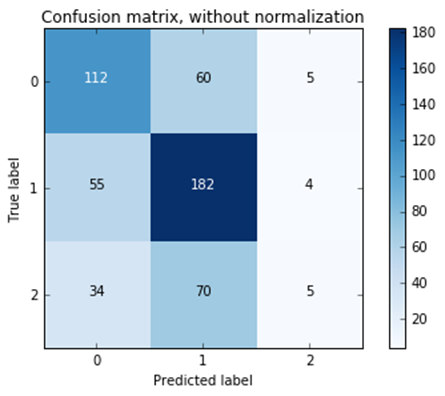 Confusion matrix, without normalization
180
160
140
120
100
80
60
40
20
True label
0
112 60 5
1
55 182 4
2
34 70 5
0 1 2
Predicted label